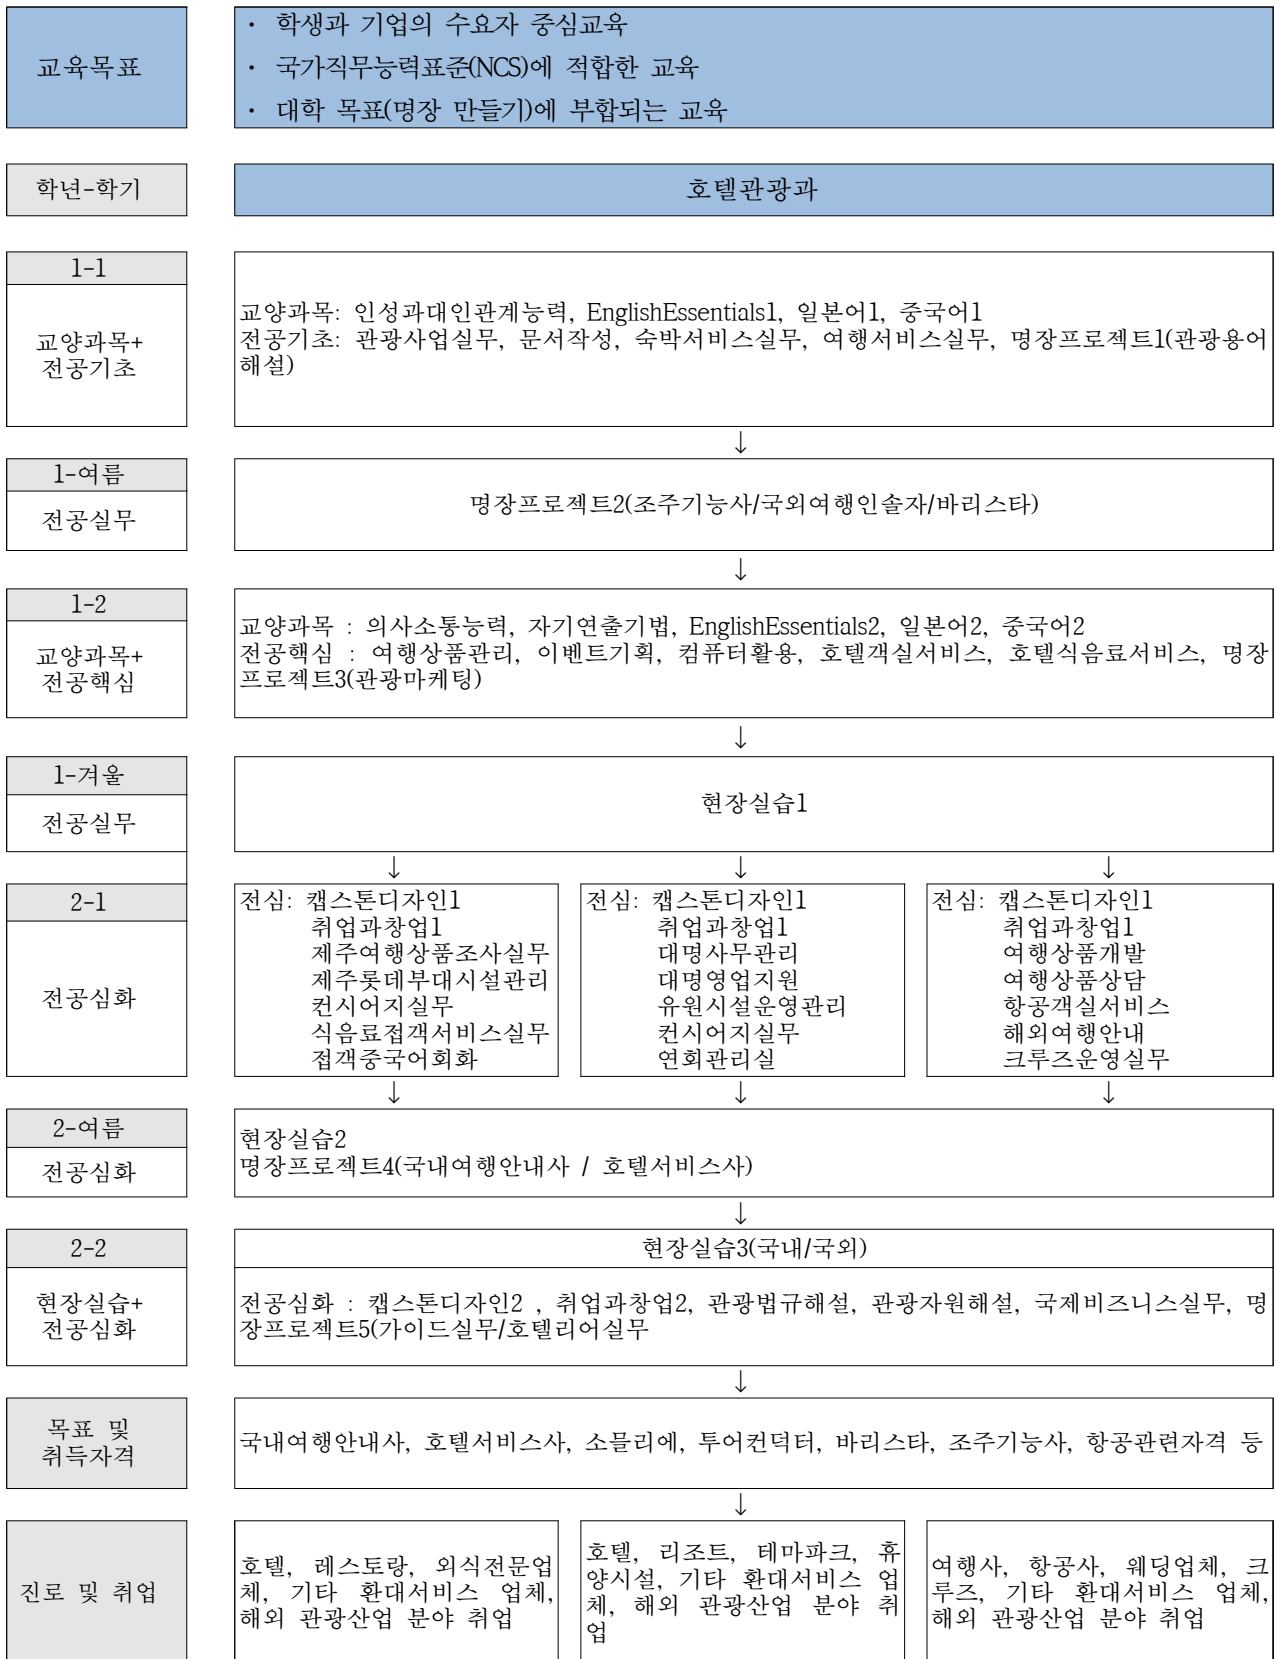 교육목표
· 학생과 기업의 수요자 중심교육
· 국가직무능력표준(NCS)에 적합한 교육
· 대학 목표(명장 만들기)에 부합되는 교육
학년-학기
호텔관광과
1-1
교양과목+
전공기초
교양과목: 인성과대인관계능력, EnglishEssentials1, 일본어1, 중국어1
전공기초: 관광사업실무, 문서작성, 숙박서비스실무, 여행서비스실무, 명장프로젝트1(관광용어
해설)
↓
1-여름
전공실무
명장프로젝트2(조주기능사/국외여행인솔자/바리스타)
↓
1-2
교양과목+
전공핵심
교양과목 : 의사소통능력, 자기연출기법, EnglishEssentials2, 일본어2, 중국어2
전공핵심 : 여행상품관리, 이벤트기획, 컴퓨터활용, 호텔객실서비스, 호텔식음료서비스, 명장
프로젝트3(관광마케팅)
↓
1-겨울
전공실무
현장실습1
↓ ↓ ↓
2-1
전공심화
전심: 캡스톤디자인1
취업과창업1
제주여행상품조사실무
제주롯데부대시설관리
컨시어지실무
식음료접객서비스실무
접객중국어회화
전심: 캡스톤디자인1
취업과창업1
대명사무관리
대명영업지원
유원시설운영관리
컨시어지실무
연회관리실
전심: 캡스톤디자인1
취업과창업1
여행상품개발
여행상품상담
항공객실서비스
해외여행안내
크루즈운영실무
↓ ↓ ↓
2-여름
전공심화
현장실습2
명장프로젝트4(국내여행안내사 / 호텔서비스사)
↓
2-2
현장실습+
전공심화
현장실습3(국내/국외)
전공심화 : 캡스톤디자인2 , 취업과창업2, 관광법규해설, 관광자원해설, 국제비즈니스실무, 명
장프로젝트5(가이드실무/호텔리어실무
↓
목표 및
취득자격
국내여행안내사, 호텔서비스사, 소믈리에, 투어컨덕터, 바리스타, 조주기능사, 항공관련자격 등
↓
진로 및 취업
호텔, 레스토랑, 외식전문업
체, 기타 환대서비스 업체,
해외 관광산업 분야 취업
호텔, 리조트, 테마파크, 휴
양시설, 기타 환대서비스 업
체, 해외 관광산업 분야 취
업
여행사, 항공사, 웨딩업체, 크
루즈, 기타 환대서비스 업체,
해외 관광산업 분야 취업